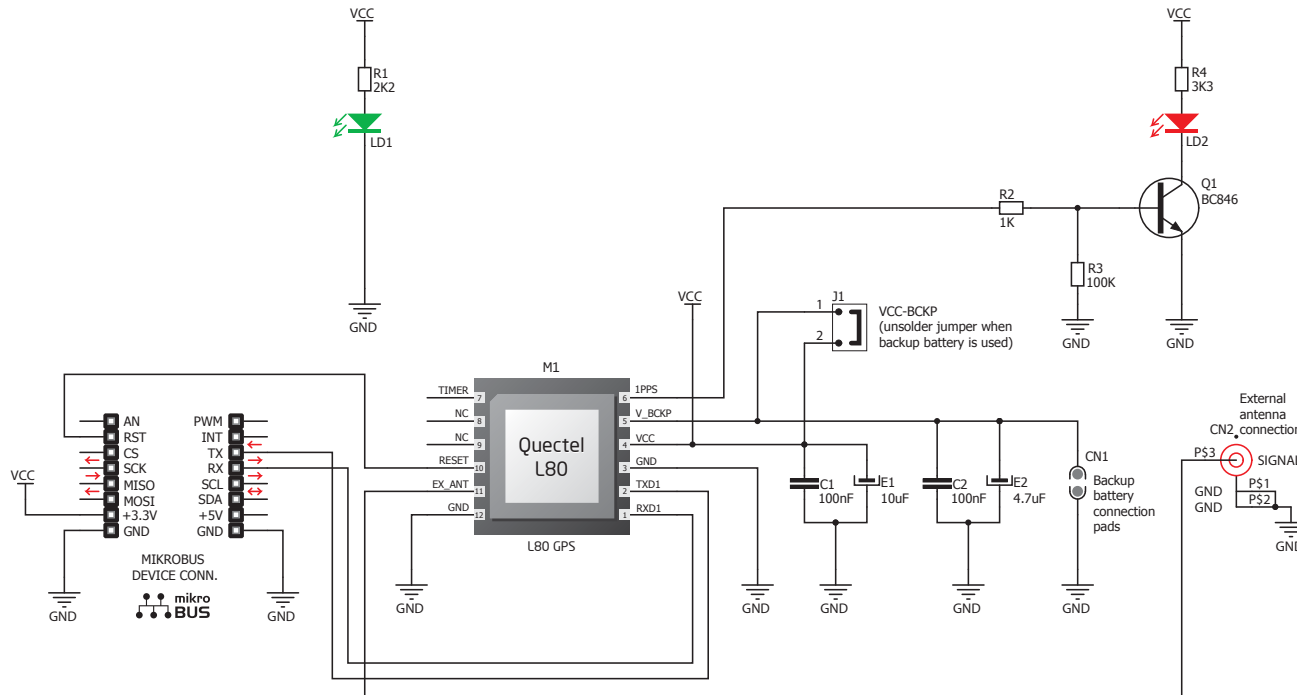 VCC
R1
2K2
LD1
GND
VCC
R4
3K3
LD2
Q1
BC846
R2
1K
R3
100K
GND
GND
VCC
J1
1
2
VCC-BCKP
(unsolder jumper when
backup battery is used)
M1
TIMER
7
NC
8
NC
9
RESET
10
EX_ANT
11
GND
12
Quectel
L80
6
1PPS
5
V_BCKP
4
VCC
3
GND
2
TXD1
1
RXD1
L80 GPS
AN
RST
CS
SCK
MISO
MOSI
+3.3V
GND
PWM
INT
TX
RX
SCL
SDA
+5V
GND
VCC
MIKROBUS
DEVICE CONN.
mikro
BUS
GND
GND
GND
GND
C1
100nF
E1
10uF
GND
C2
100nF
E2
4.7uF
GND
CN1
Backup
battery
connection
pads
GND
External
antenna
connection
CN2
P$3
SIGNAL
P$1
GND
P$2
GND
GND